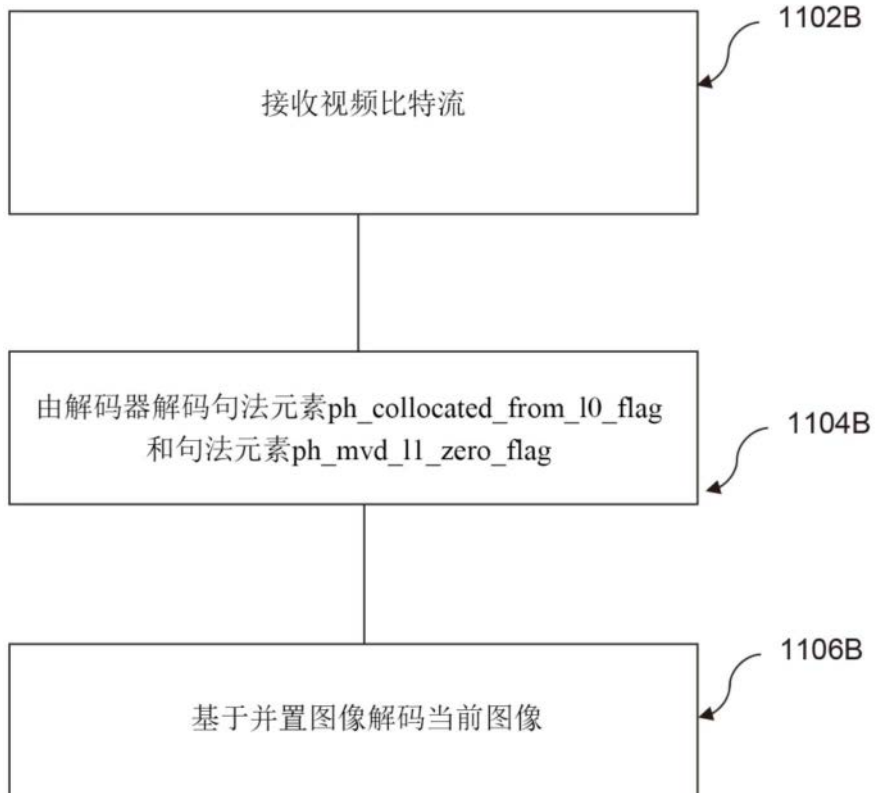 1102B
接收视频比特流
由解码器解码句法元素ph_collocated_from_l0_flag
和句法元素ph_mvd_l1_zero_flag
1104B
1106B
基于并置图像解码当前图像